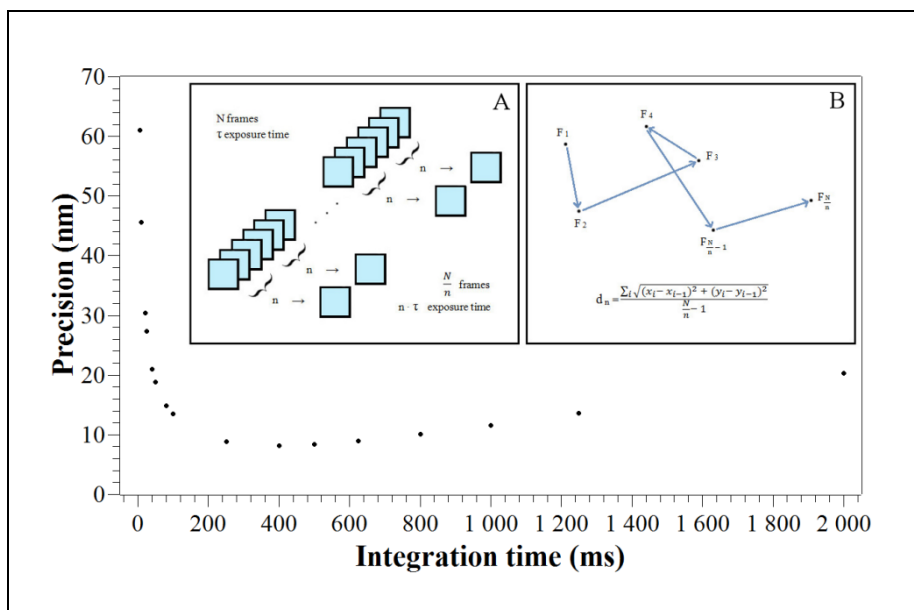 Precision (nm)
70
60
50
40
30
20
10
0
A
N frames
τ exposure time
n →
n →
n →
n →
N/n frames
n · τ exposure time
B
F₁
F₂
F₃
F₄
F_{N/n − 1}
F_{N/n}
dₙ = Σᵢ √((xᵢ − xᵢ₋₁)² + (yᵢ − yᵢ₋₁)²) / (N/n − 1)
0 200 400 600 800 1 000 1 200 1 400 1 600 1 800 2 000
Integration time (ms)